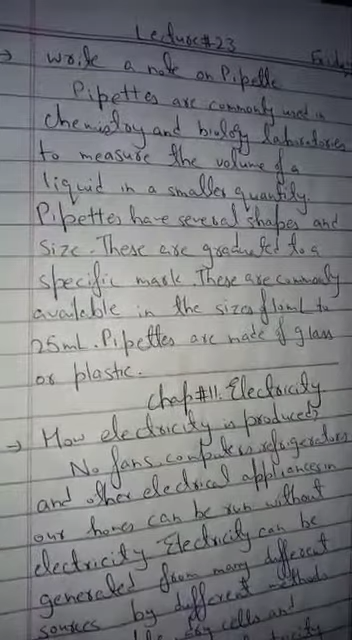 Lecture#23
→ Write a note on Pipette
Pipettes are commonly used in
chemistry and biology laboratories
to measure the volume of a
liquid in a smaller quantity.
Pipettes have several shapes and
size. These are graduated to a
specific mark. These are commonly
available in the sizes of 10mL to
25mL. Pipettes are made of glass
or plastic.
Chap#11: Electricity
→ How electricity is produced?
No fans, computers, refrigerators
and other electrical appliances in
our homes can be run without
electricity. Electricity can be
generated from many different
sources by different methods
cells and